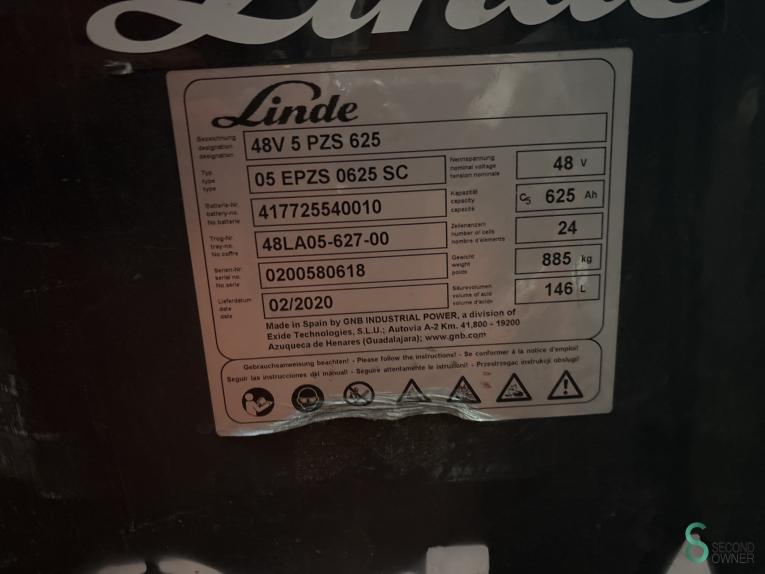 Linde
Linde
Bezeichnung
designation
designation
48V 5 PZS 625
Typ
type
type
05 EPZS 0625 SC
Nennspannung
nominal voltage
tension nominale
48 V
Batterie-Nr.
battery-no.
No.batterie
417725540010
Kapazität
capacity
capacité
C5 625 Ah
Trog-Nr.
tray-no.
No coffre
48LA05-627-00
Zellenanzahl
number of cells
nombre d'elements
24
Serien-Nr.
serial no.
No.série
0200580618
Gewicht
weight
poids
885 kg
Lieferdatum
date
date
02/2020
Säurevolumen
volume of acid
volume d'acide
146 L
Made in Spain by GNB INDUSTRIAL POWER, a division of
Exide Technologies, S.L.U.; Autovia A-2 Km. 41,800 - 19200
Azuqueca de Henares (Guadalajara); www.gnb.com
Gebrauchsanweisung beachten! - Please follow the instructions! - Se conformer à la notice d'emploi!
Seguir las instrucciones del manual! - Seguire attentamente le istruzioni! - Przestrzegac instrukcji obslugi!
SECOND
OWNER